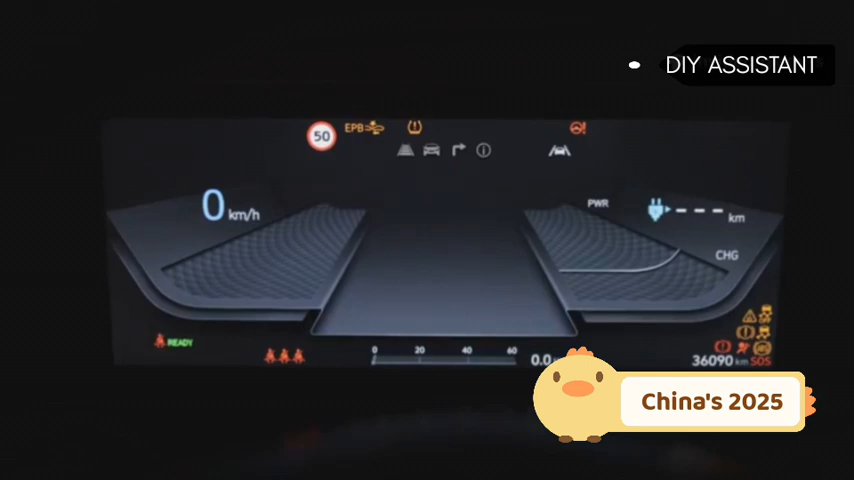 DIY ASSISTANT
50
EPB
0 km/h
PWR
km
CHG
READY
0 20 40 60
0.0
36090 km SOS
China's 2025